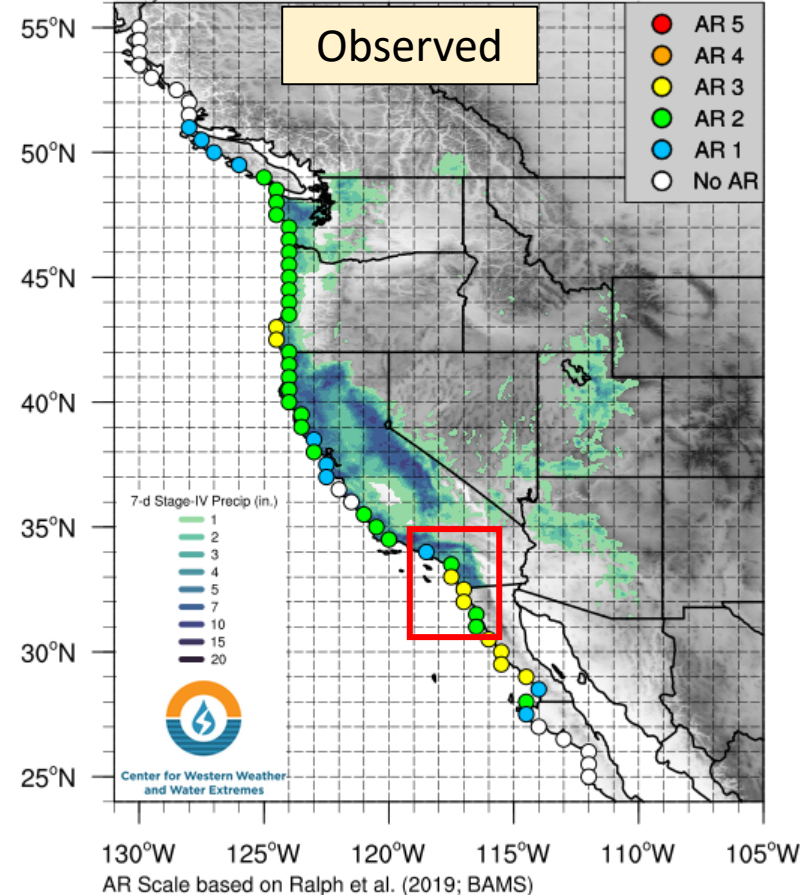 Observed
AR 5
AR 4
AR 3
AR 2
AR 1
No AR
55°N
50°N
45°N
40°N
35°N
30°N
25°N
7-d Stage-IV Precip (in.)
1
2
3
4
5
7
10
15
20
Center for Western Weather
and Water Extremes
130°W 125°W 120°W 115°W 110°W 105°W
AR Scale based on Ralph et al. (2019; BAMS)